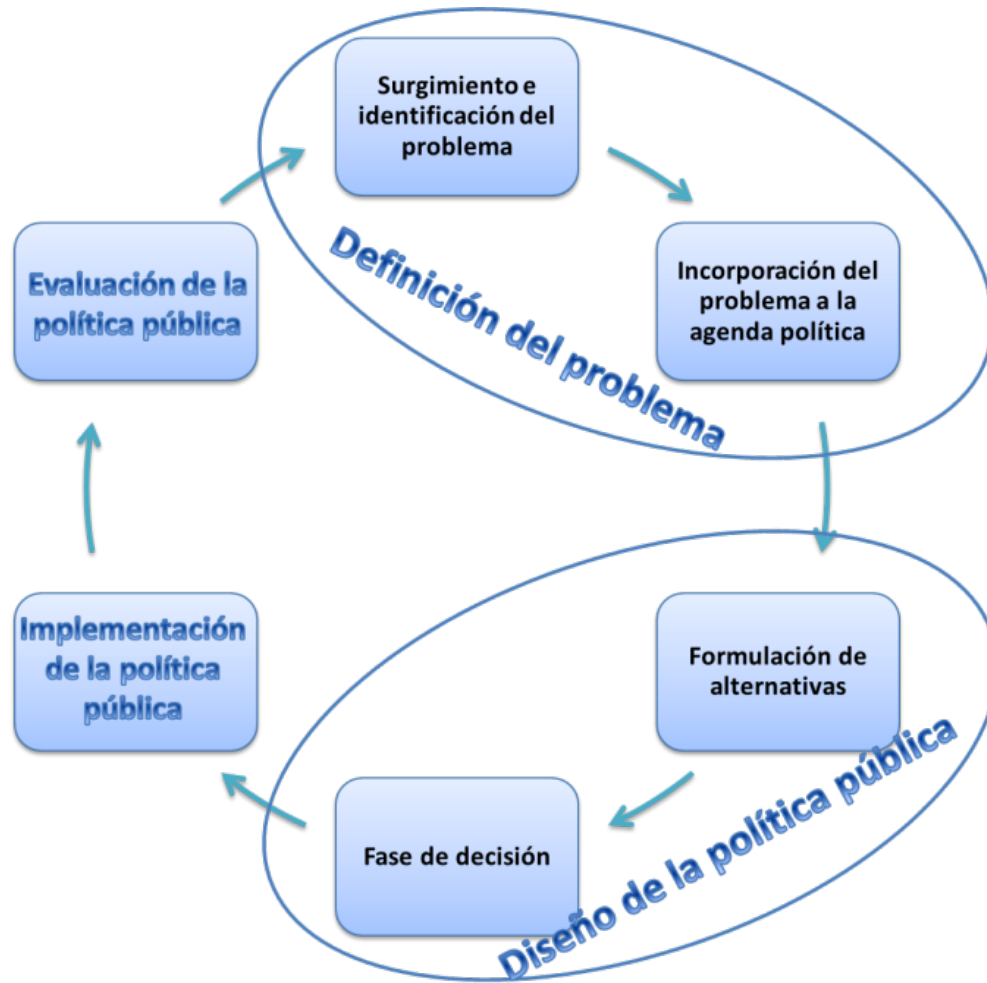 Surgimiento e
identificación del
problema
Incorporación del
problema a la
agenda política
Definición del problema
Formulación de
alternativas
Fase de decisión
Diseño de la política pública
Implementación
de la política
pública
Evaluación de la
política pública